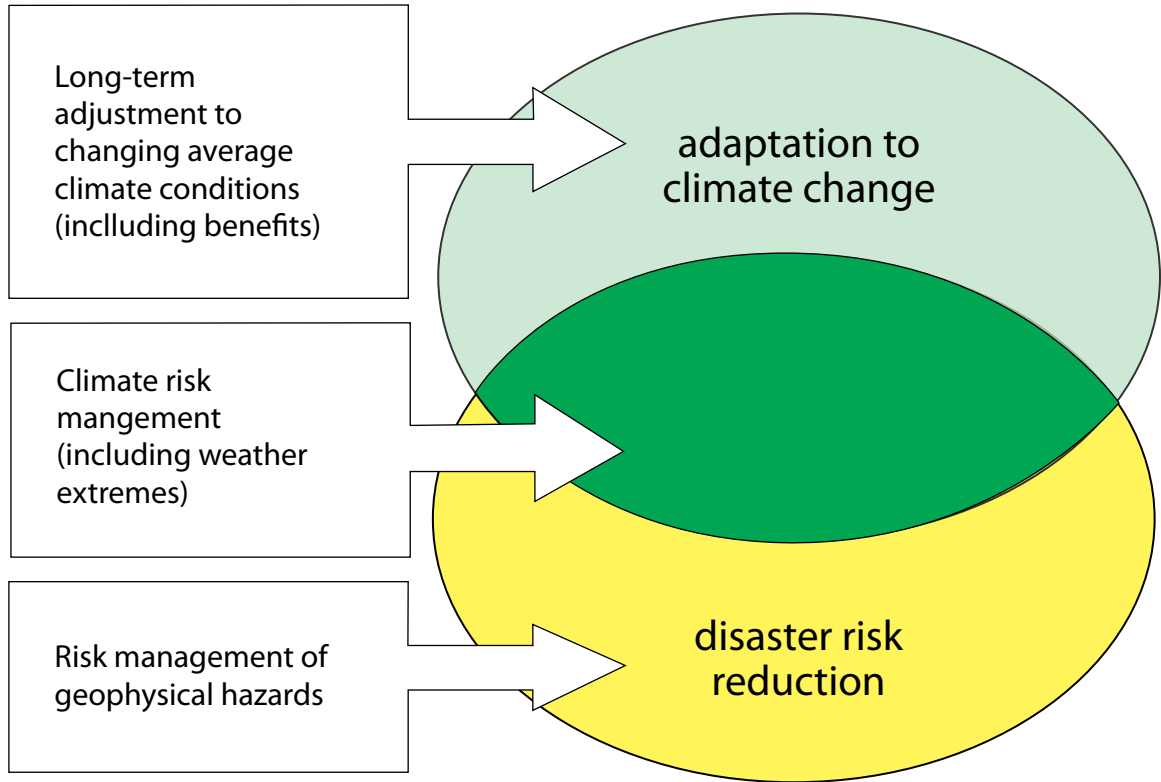 Long-term
adjustment to
changing average
climate conditions
(inclluding benefits)
adaptation to
climate change
Climate risk
mangement
(including weather
extremes)
Risk management of
geophysical hazards
disaster risk
reduction